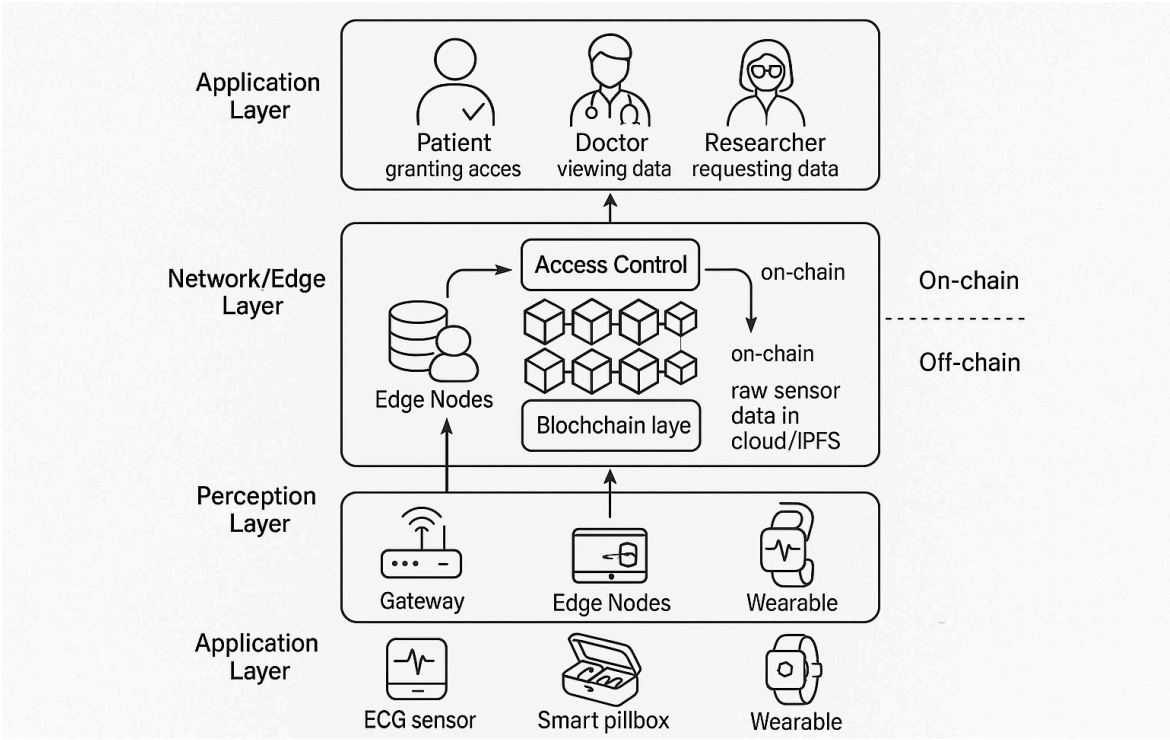 Application
Layer
Patient
granting acces
Doctor
viewing data
Researcher
requesting data
Network/Edge
Layer
Access Control
on-chain
On-chain
on-chain
Off-chain
Edge Nodes
raw sensor
data in
cloud/IPFS
Blochchain laye
Perception
Layer
Gateway
Edge Nodes
Wearable
Application
Layer
ECG sensor
Smart pillbox
Wearable